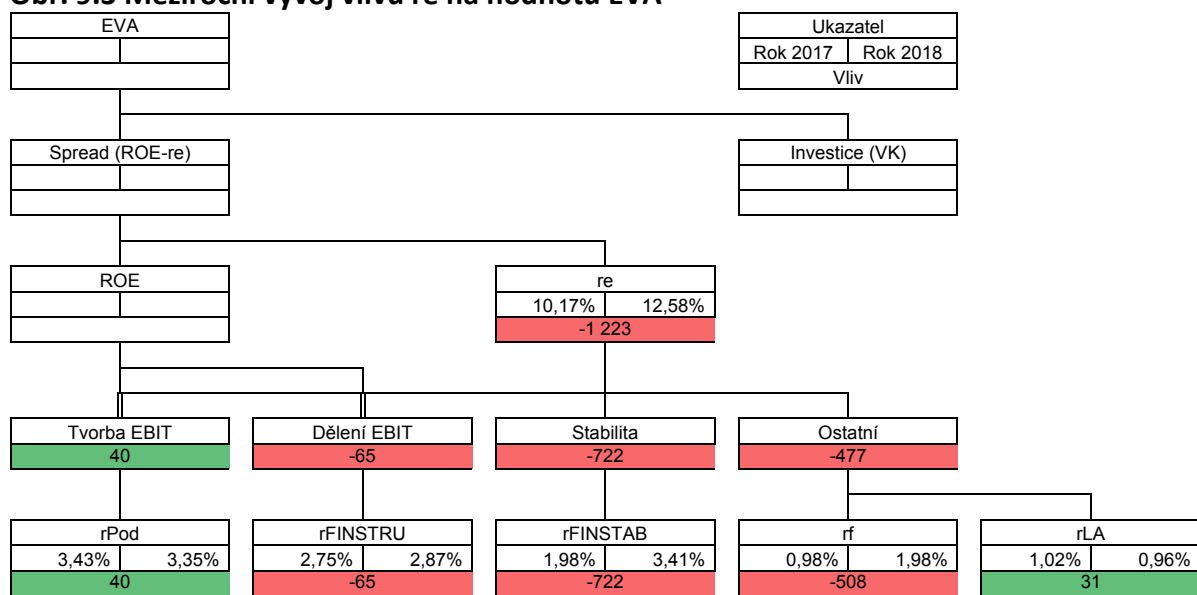 Obr. 9.3 Meziroční vývoj vlivu re na hodnotu EVA
EVA
Ukazatel
Rok 2017 Rok 2018
Vliv
Spread (ROE-re)
Investice (VK)
ROE
re
10,17% 12,58%
-1 223
Tvorba EBIT
Dělení EBIT
Stabilita
Ostatní
40
-65
-722
-477
rPod
rFINSTRU
rFINSTAB
rf
rLA
3,43% 3,35%
2,75% 2,87%
1,98% 3,41%
0,98% 1,98%
1,02% 0,96%
40
-65
-722
-508
31